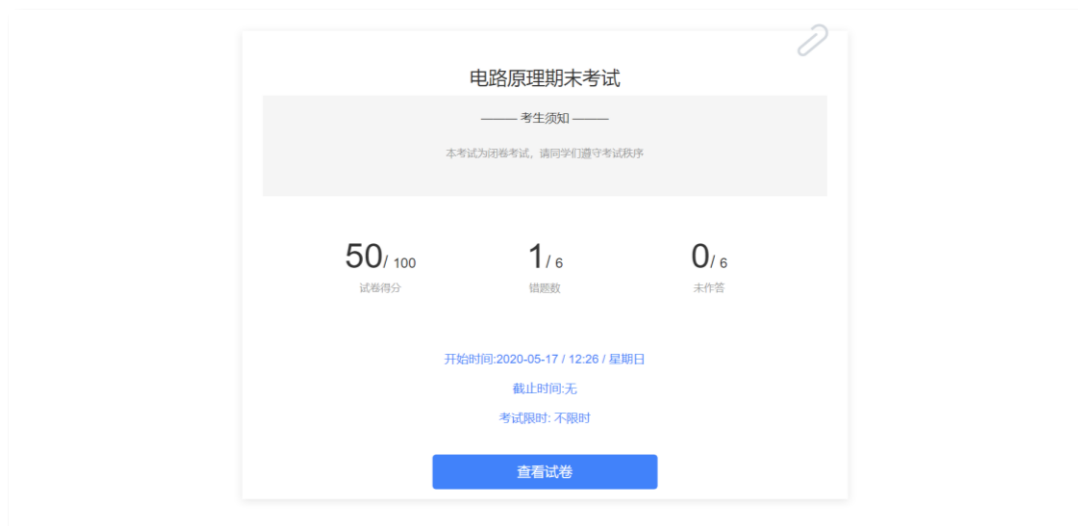 电路原理期末考试
——— 考生须知 ———
本考试为闭卷考试，请同学们遵守考试秩序
50/ 100
1/ 6
0/ 6
试卷得分
错题数
未作答
开始时间:2020-05-17 / 12:26 / 星期日
截止时间:无
考试限时: 不限时
查看试卷